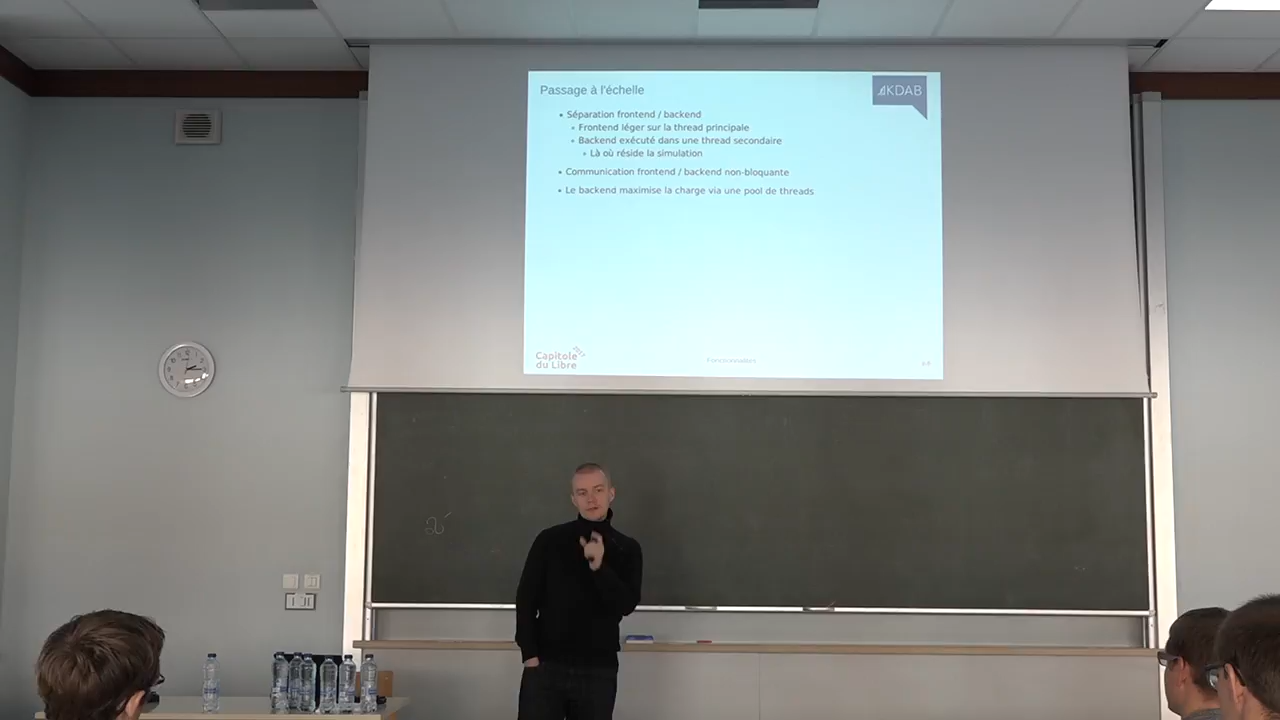 Passage à l'échelle
KDAB
Séparation frontend / backend
Frontend léger sur la thread principale
Backend exécuté dans une thread secondaire
Là où réside la simulation
Communication frontend / backend non-bloquante
Le backend maximise la charge via une pool de threads
Capitole
du Libre
2017
Fonctionnalités